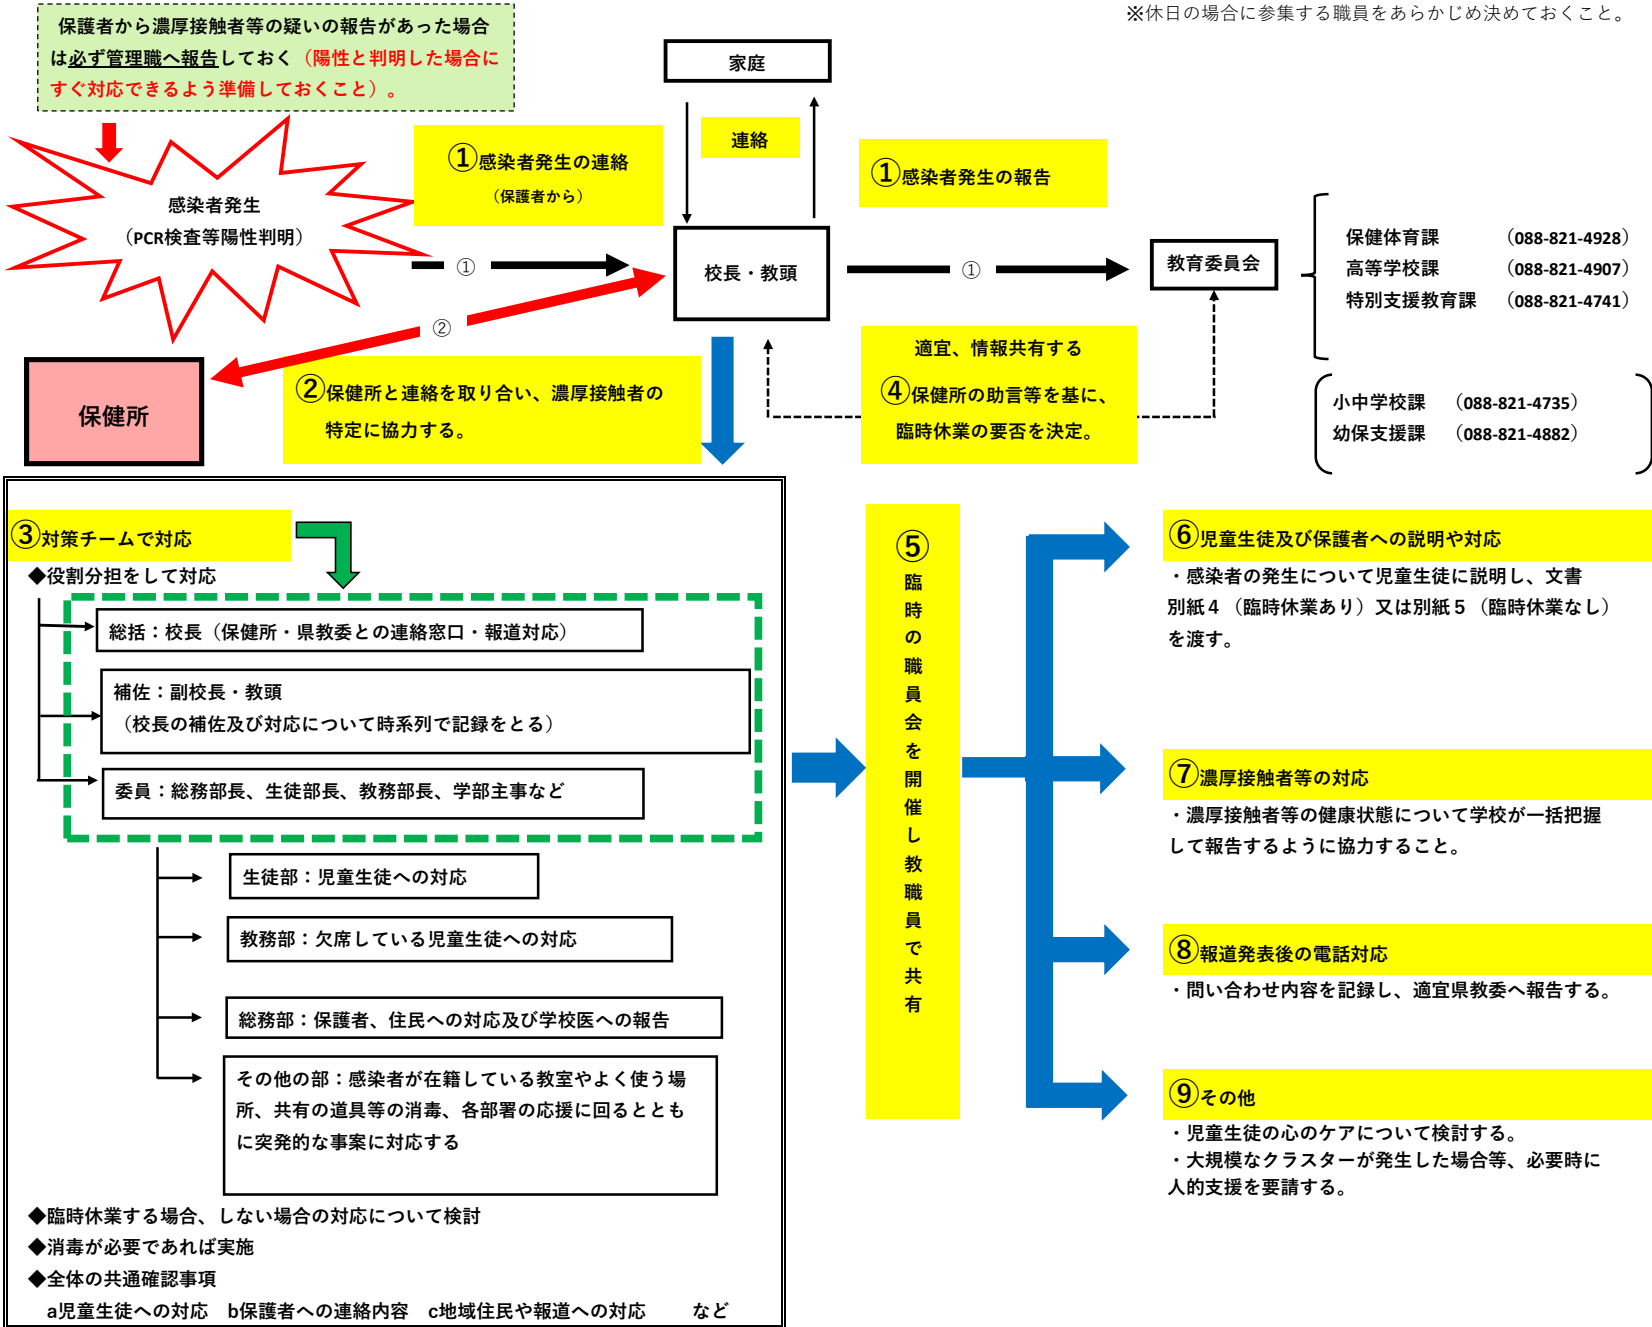 ※休日の場合に参集する職員をあらかじめ決めておくこと。
保護者から濃厚接触者等の疑いの報告があった場合
は必ず管理職へ報告しておく（陽性と判明した場合に
すぐ対応できるよう準備しておくこと）。
家庭
連絡
①感染者発生の連絡
（保護者から）
①感染者発生の報告
感染者発生
（PCR検査等陽性判明）
①
校長・教頭
①
教育委員会
保健体育課　（088-821-4928）
高等学校課　（088-821-4907）
特別支援教育課　（088-821-4741）
小中学校課　（088-821-4735）
幼保支援課　（088-821-4882）
②
保健所
②保健所と連絡を取り合い、濃厚接触者の
特定に協力する。
適宜、情報共有する
④保健所の助言等を基に、
臨時休業の要否を決定。
③対策チームで対応
◆役割分担をして対応
総括：校長（保健所・県教委との連絡窓口・報道対応）
補佐：副校長・教頭
（校長の補佐及び対応について時系列で記録をとる）
委員：総務部長、生徒部長、教務部長、学部主事など
生徒部：児童生徒への対応
教務部：欠席している児童生徒への対応
総務部：保護者、住民への対応及び学校医への報告
その他の部：感染者が在籍している教室やよく使う場
所、共有の道具等の消毒、各部署の応援に回るととも
に突発的な事案に対応する
◆臨時休業する場合、しない場合の対応について検討
◆消毒が必要であれば実施
◆全体の共通確認事項
a児童生徒への対応　b保護者への連絡内容　c地域住民や報道への対応　など
⑤臨時の職員会を開催し教職員で共有
⑥児童生徒及び保護者への説明や対応
・感染者の発生について児童生徒に説明し、文書
別紙４（臨時休業あり）又は別紙５（臨時休業なし）
を渡す。
⑦濃厚接触者等の対応
・濃厚接触者等の健康状態について学校が一括把握
して報告するように協力すること。
⑧報道発表後の電話対応
・問い合わせ内容を記録し、適宜県教委へ報告する。
⑨その他
・児童生徒の心のケアについて検討する。
・大規模なクラスターが発生した場合等、必要時に
人的支援を要請する。